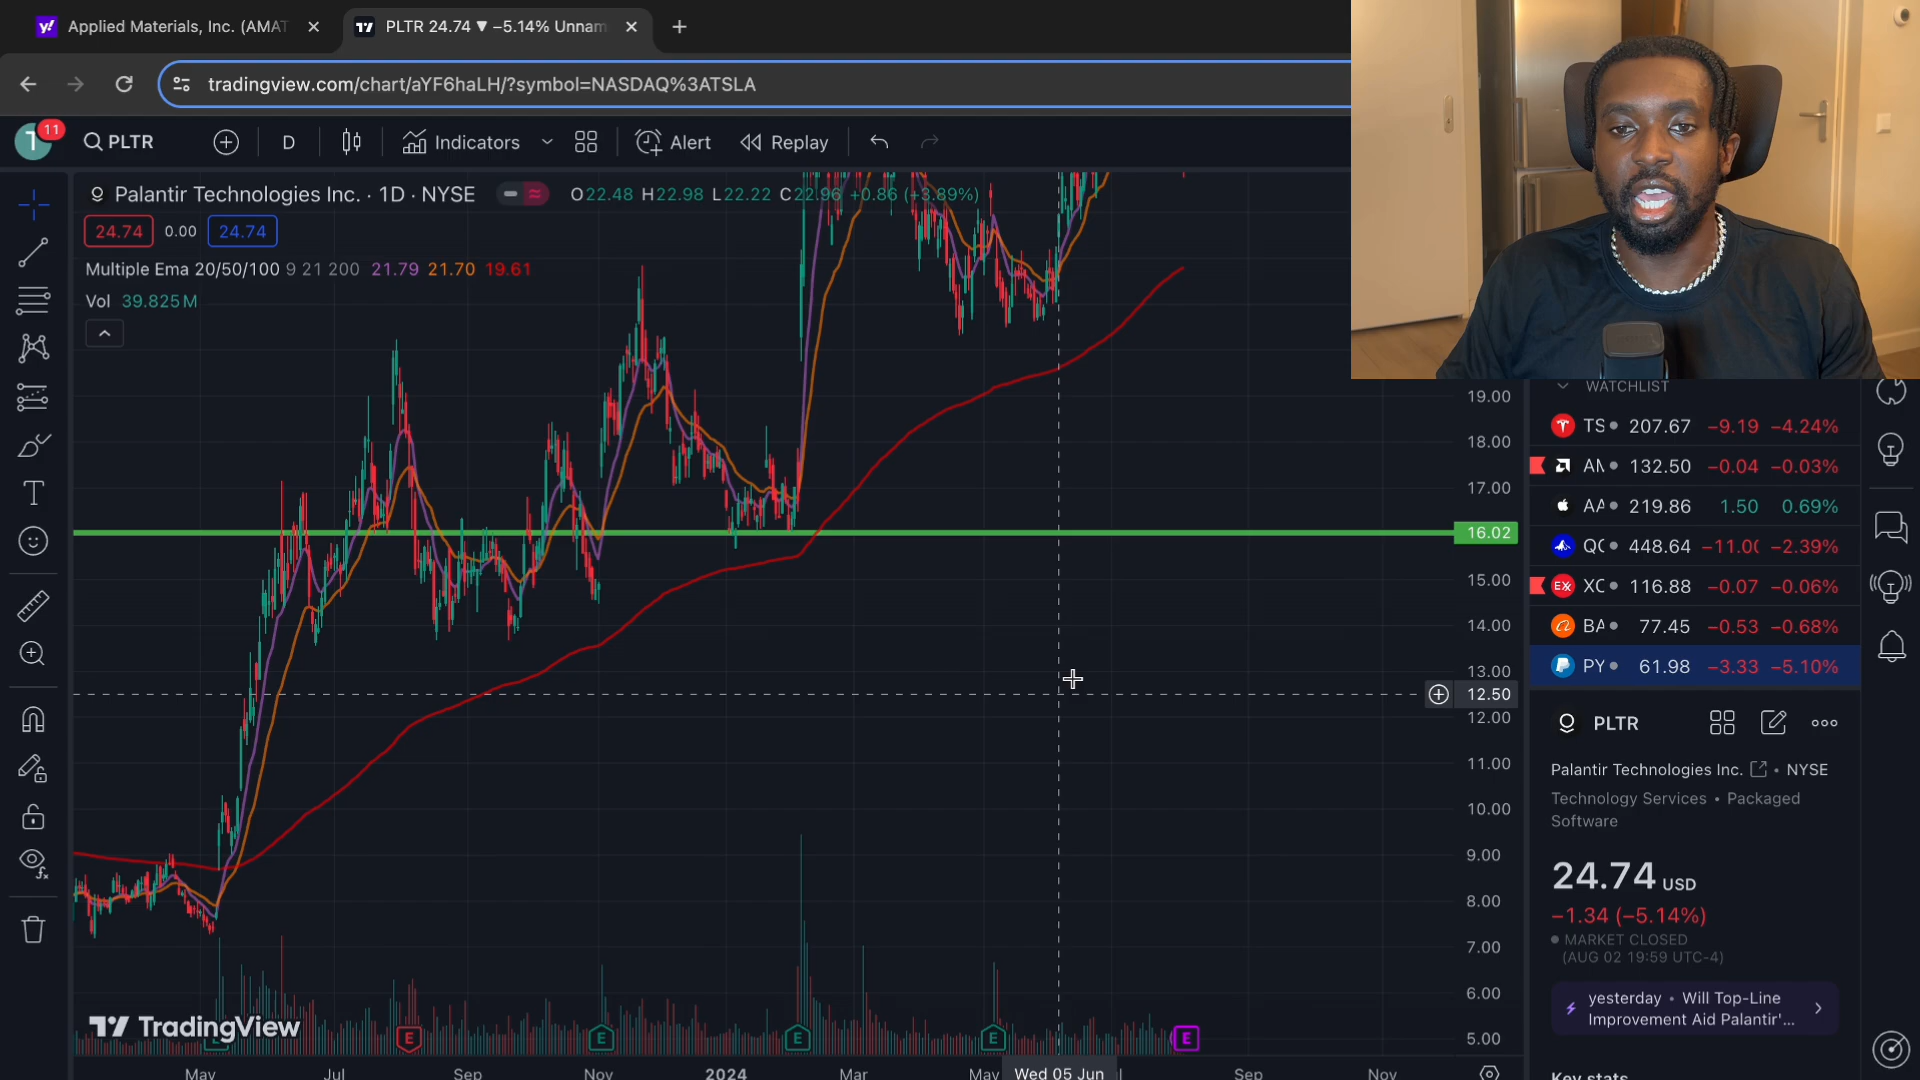 Applied Materials, Inc. (AMAT
PLTR 24.74 ▼ −5.14% Unnam
tradingview.com/chart/aYF6haLH/?symbol=NASDAQ%3ATSLA
T 11 PLTR D Indicators Alert Replay
Palantir Technologies Inc. · 1D · NYSE O22.48 H22.98 L22.22 C22.96 +0.86 (+3.89%)
24.74 0.00 24.74
Multiple Ema 20/50/100 9 21 200 21.79 21.70 19.61
Vol 39.825M
19.00
18.00
17.00
16.02
15.00
14.00
13.00
12.50
12.00
11.00
10.00
9.00
8.00
7.00
6.00
5.00
WATCHLIST
TS 207.67 −9.19 −4.24%
AM 132.50 −0.04 −0.03%
AA 219.86 1.50 0.69%
QQ 448.64 −11.00 −2.39%
EX XO 116.88 −0.07 −0.06%
BA 77.45 −0.53 −0.68%
PY 61.98 −3.33 −5.10%
PLTR
Palantir Technologies Inc. • NYSE
Technology Services • Packaged
Software
24.74 USD
−1.34 (−5.14%)
MARKET CLOSED
(AUG 02 19:59 UTC-4)
yesterday • Will Top-Line
Improvement Aid Palantir'...
Key stats
TradingView
E E E E E
May Jul Sep Nov 2024 Mar May Wed 05 Jun Sep Nov